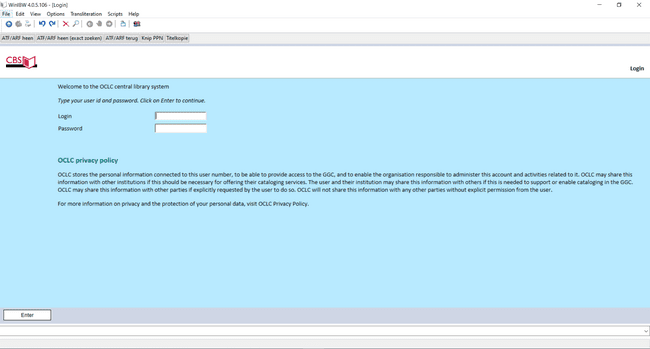 WinIBW 4.0.5.106 - [Login]
File Edit View Options Transliteration Scripts Help
ATF/ARF heen ATF/ARF heen (exact zoeken) ATF/ARF terug Knip PPN Titelkopie
CBS
Login
Welcome to the OCLC central library system
Type your user id and password. Click on Enter to continue.
Login
Password
OCLC privacy policy
OCLC stores the personal information connected to this user number, to be able to provide access to the GGC, and to enable the organisation responsible to administer this account and activities related to it. OCLC may share this
information with other institutions if this should be necessary for offering their cataloging services. The user and their institution may share this information with others if this is needed to support or enable cataloging in the GGC.
OCLC may share this information with other parties if explicitly requested by the user to do so. OCLC will not share this information with any other parties without explicit permission from the user.
For more information on privacy and the protection of your personal data, visit OCLC Privacy Policy.
Enter